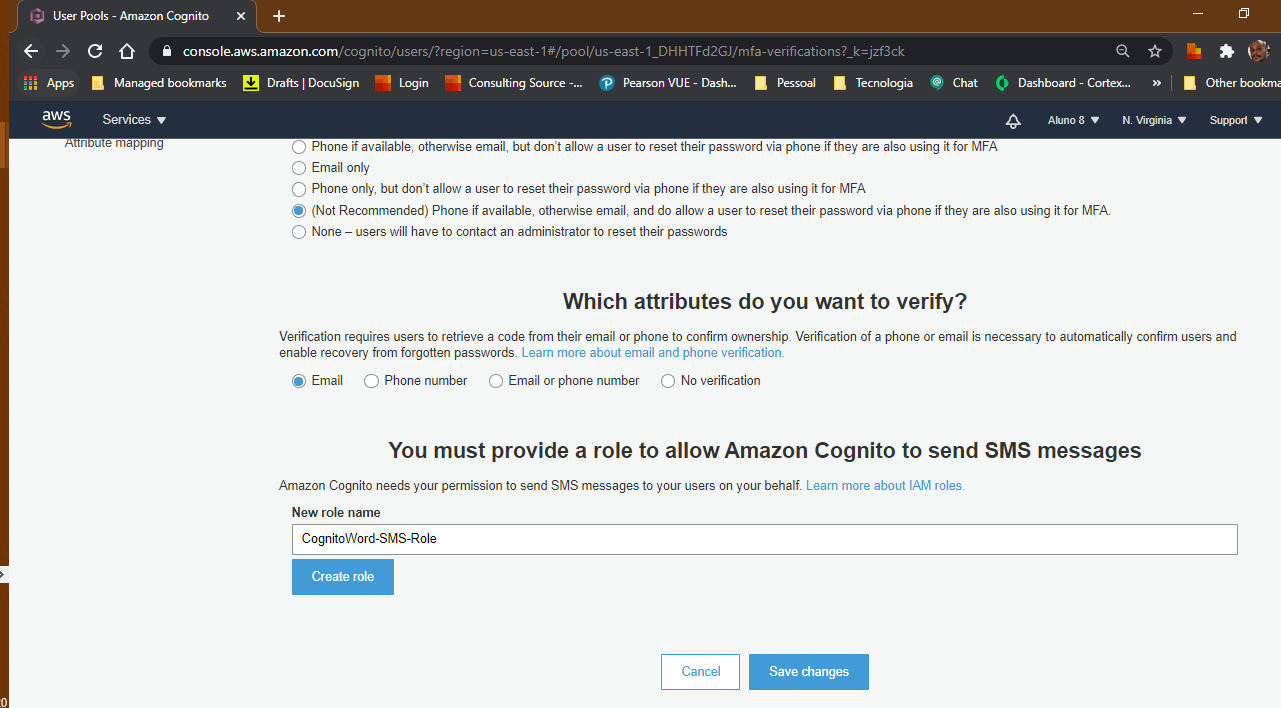 User Pools - Amazon Cognito
console.aws.amazon.com/cognito/users/?region=us-east-1#/pool/us-east-1_DHHTFd2GJ/mfa-verifications?_k=jzf3ck
Apps Managed bookmarks Drafts | DocuSign Login Consulting Source -... Pearson VUE - Dash... Pessoal Tecnologia Chat Dashboard - Cortex... » Other bookma
aws Services Aluno 8 N. Virginia Support
Attribute mapping
Phone if available, otherwise email, but don't allow a user to reset their password via phone if they are also using it for MFA
Email only
Phone only, but don't allow a user to reset their password via phone if they are also using it for MFA
(Not Recommended) Phone if available, otherwise email, and do allow a user to reset their password via phone if they are also using it for MFA.
None – users will have to contact an administrator to reset their passwords
Which attributes do you want to verify?
Verification requires users to retrieve a code from their email or phone to confirm ownership. Verification of a phone or email is necessary to automatically confirm users and
enable recovery from forgotten passwords. Learn more about email and phone verification.
Email Phone number Email or phone number No verification
You must provide a role to allow Amazon Cognito to send SMS messages
Amazon Cognito needs your permission to send SMS messages to your users on your behalf. Learn more about IAM roles.
New role name
CognitoWord-SMS-Role
Create role
Cancel Save changes